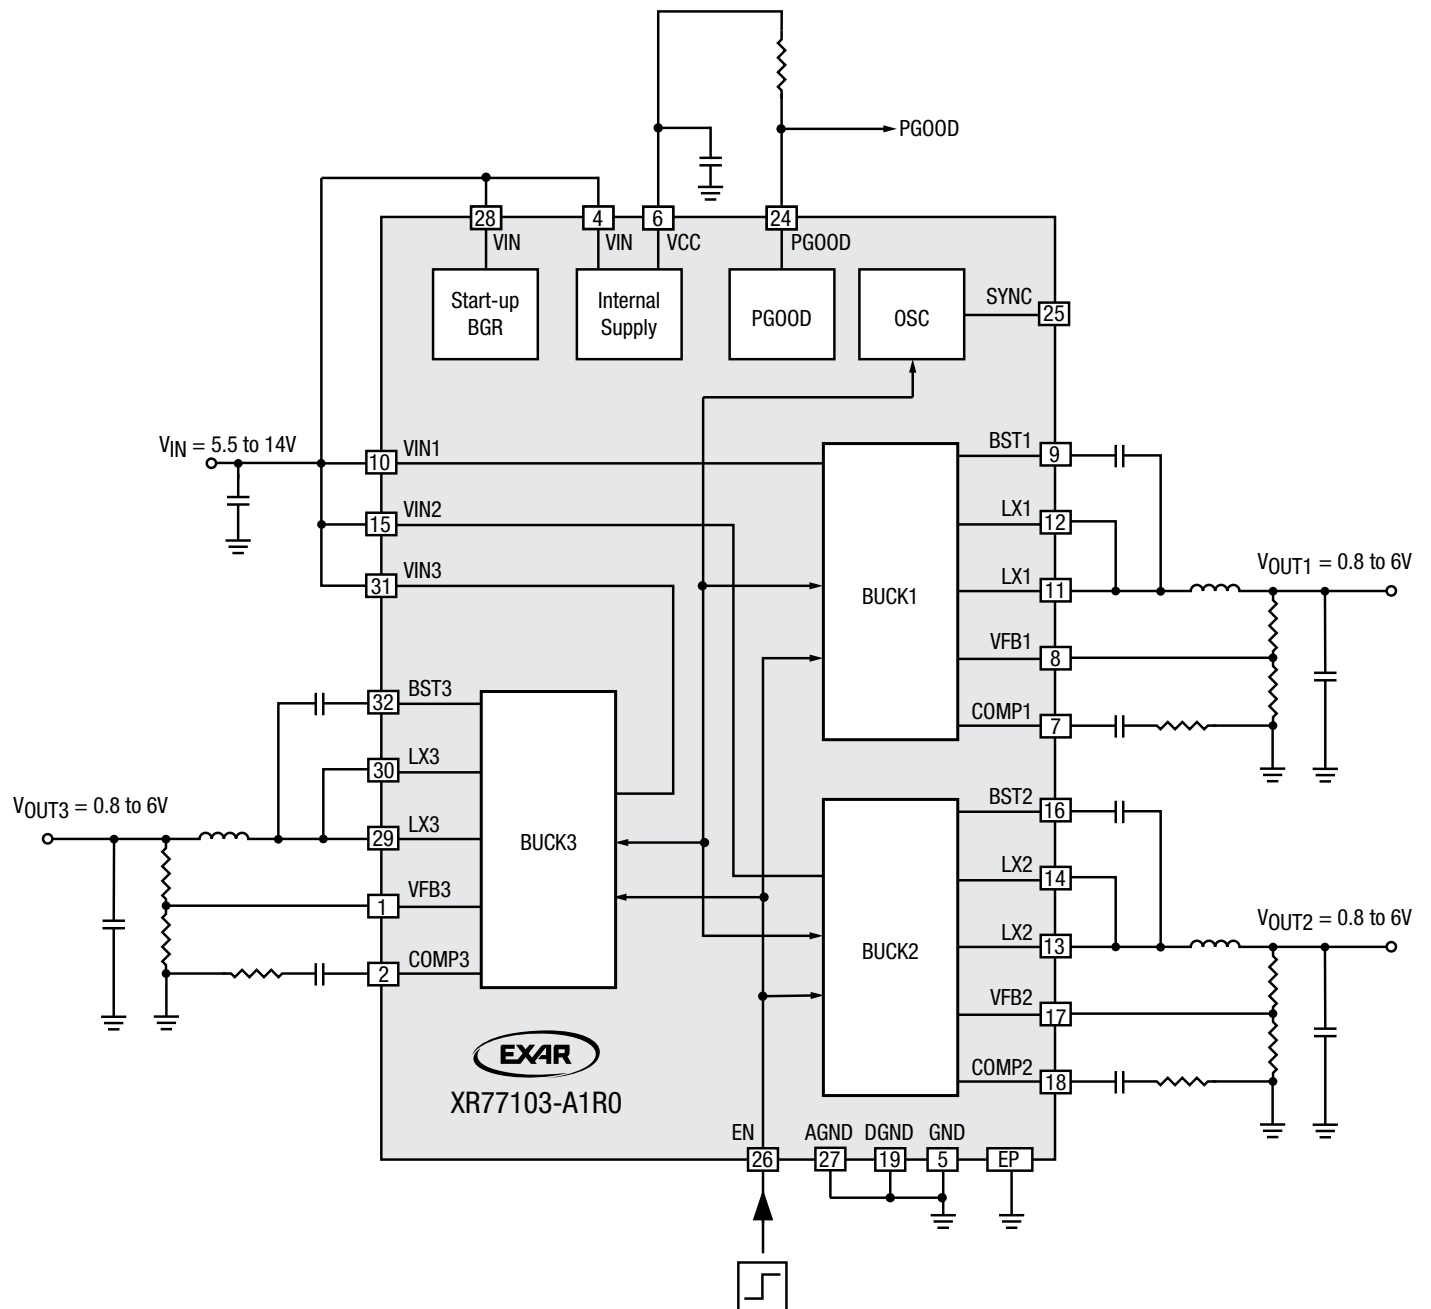 PGOOD
28
4
6
24
VIN
VIN
VCC
PGOOD
Start-up
BGR
Internal
Supply
PGOOD
OSC
SYNC
25
VIN = 5.5 to 14V
10
VIN1
15
VIN2
31
VIN3
BUCK1
BST1
9
LX1
12
LX1
11
VFB1
8
COMP1
7
VOUT1 = 0.8 to 6V
32
BST3
30
LX3
29
LX3
1
VFB3
2
COMP3
VOUT3 = 0.8 to 6V
BUCK3
BUCK2
BST2
16
LX2
14
LX2
13
VFB2
17
COMP2
18
VOUT2 = 0.8 to 6V
EXAR
XR77103-A1R0
EN
AGND
DGND
GND
26
27
19
5
EP